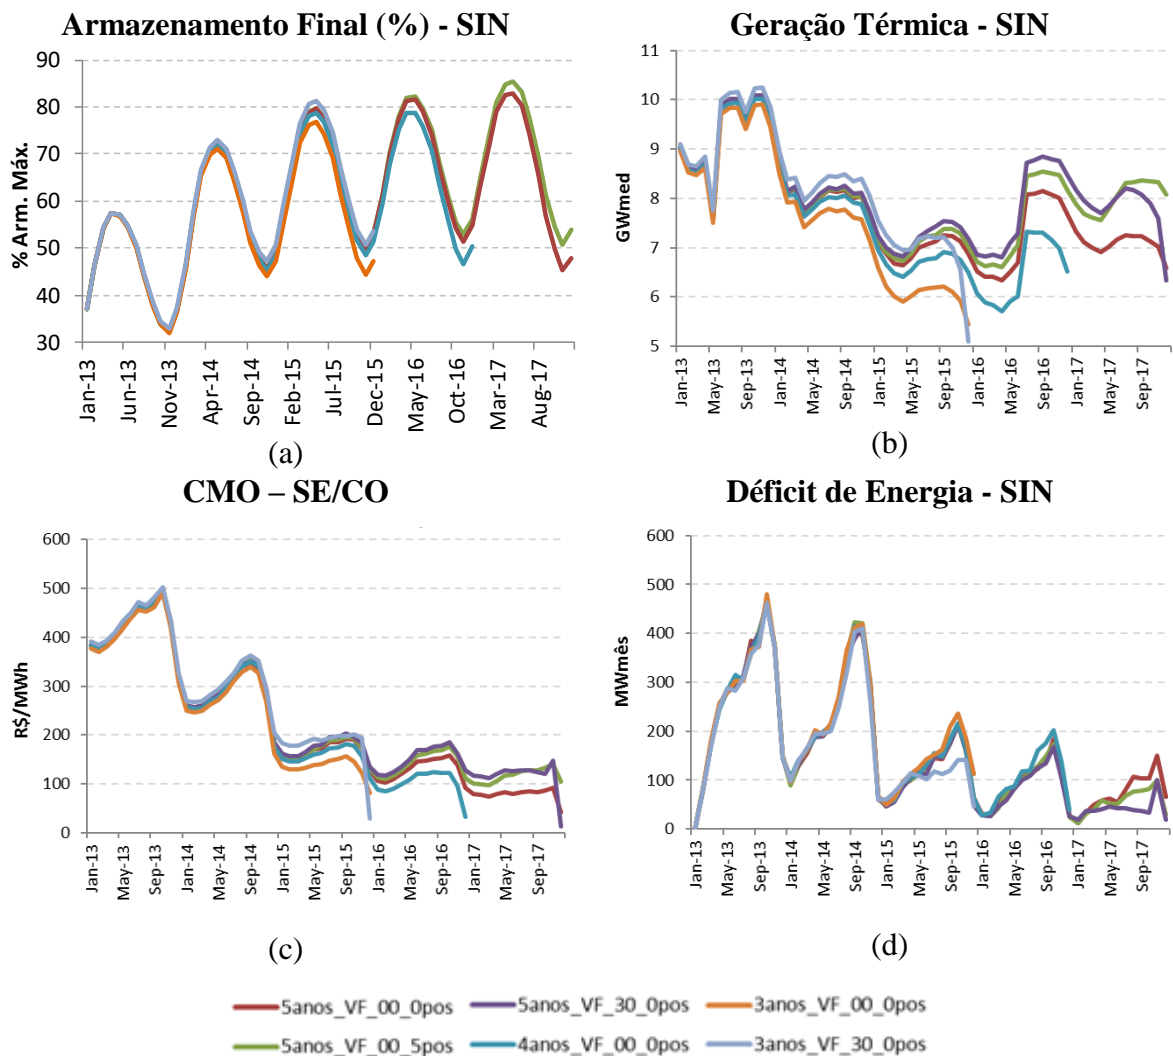 Armazenamento Final (%) - SIN
% Arm. Máx.
90
80
70
60
50
40
30
Jan-13
Jun-13
Nov-13
Apr-14
Sep-14
Feb-15
Jul-15
Dec-15
May-16
Oct-16
Mar-17
Aug-17
(a)
Geração Térmica - SIN
GWmed
11
10
9
8
7
6
5
Jan-13
May-13
Sep-13
Jan-14
May-14
Sep-14
Jan-15
May-15
Sep-15
Jan-16
May-16
Sep-16
Jan-17
May-17
Sep-17
(b)
CMO – SE/CO
R$/MWh
600
500
400
300
200
100
0
Jan-13
May-13
Sep-13
Jan-14
May-14
Sep-14
Jan-15
May-15
Sep-15
Jan-16
May-16
Sep-16
Jan-17
May-17
Sep-17
(c)
Déficit de Energia - SIN
MWmês
600
500
400
300
200
100
0
Jan-13
May-13
Sep-13
Jan-14
May-14
Sep-14
Jan-15
May-15
Sep-15
Jan-16
May-16
Sep-16
Jan-17
May-17
Sep-17
(d)
5anos_VF_00_0pos
5anos_VF_30_0pos
3anos_VF_00_0pos
5anos_VF_00_5pos
4anos_VF_00_0pos
3anos_VF_30_0pos